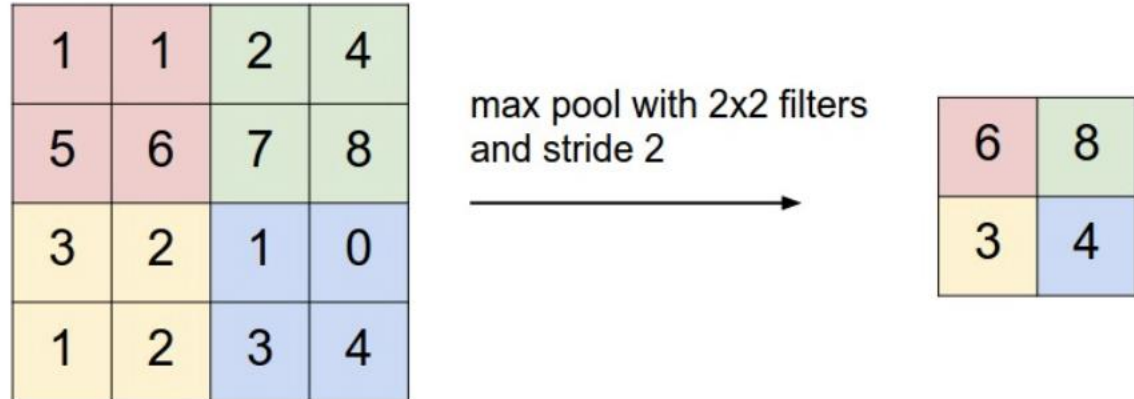 1 1 2 4
5 6 7 8
3 2 1 0
1 2 3 4
max pool with 2x2 filters
and stride 2
6 8
3 4